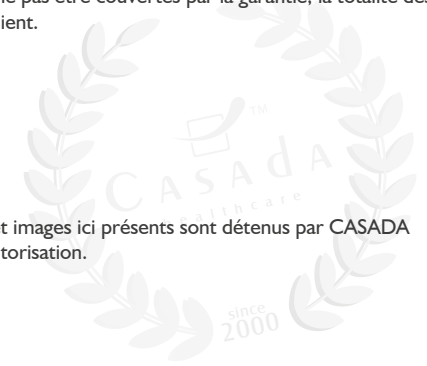 le pas être couvertes par la garantie, la totalité des
ient.
TM
CASADA
healthcare
t images ici présents sont détenus par CASADA
torisation.
since
2000